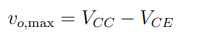 v_{o,max} = V_{CC} − V_{CE}